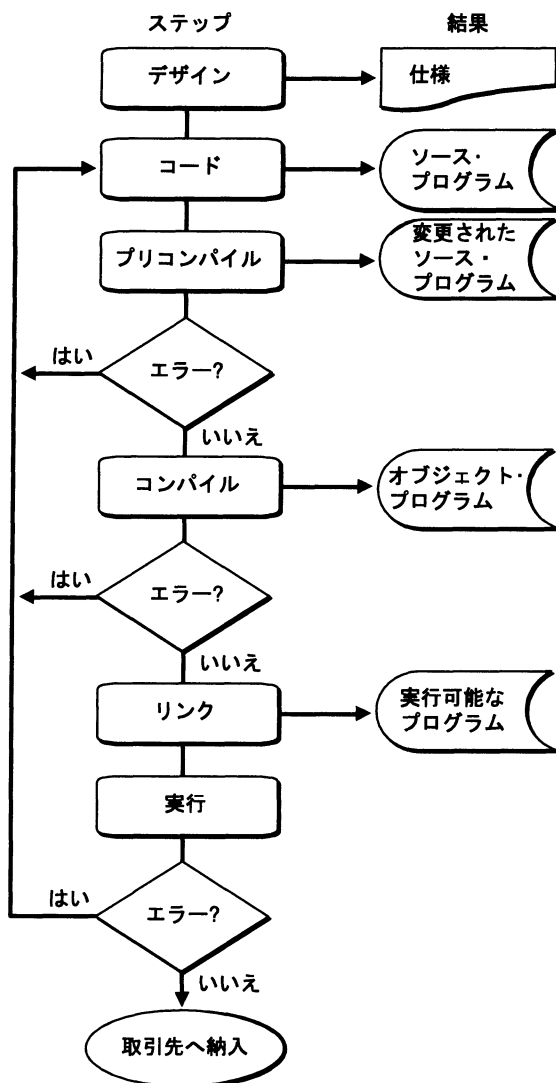 ステップ
結果
デザイン
仕様
コード
ソース・
プログラム
プリコンパイル
変更された
ソース・
プログラム
はい
エラー?
いいえ
コンパイル
オブジェクト・
プログラム
はい
エラー?
いいえ
リンク
実行可能な
プログラム
実行
はい
エラー?
いいえ
取引先へ納入